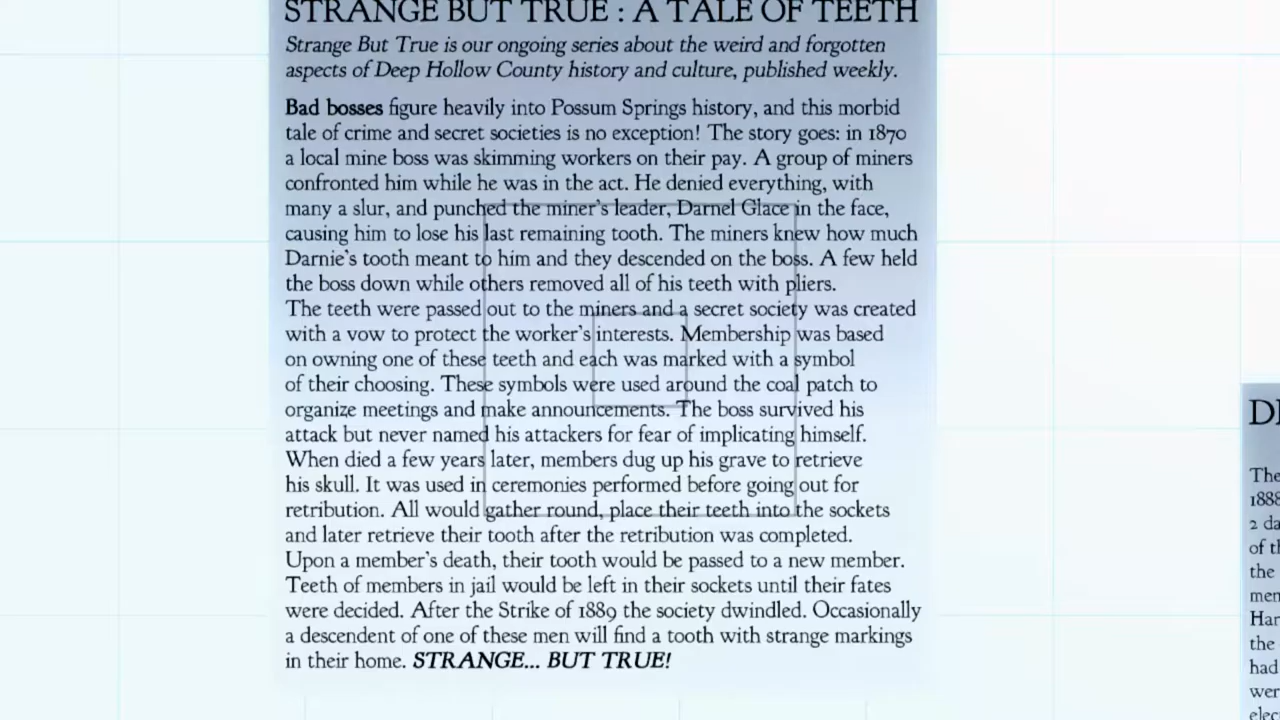 STRANGE BUT TRUE : A TALE OF TEETH
Strange But True is our ongoing series about the weird and forgotten
aspects of Deep Hollow County history and culture, published weekly.
Bad bosses figure heavily into Possum Springs history, and this morbid
tale of crime and secret societies is no exception! The story goes: in 1870
a local mine boss was skimming workers on their pay. A group of miners
confronted him while he was in the act. He denied everything, with
many a slur, and punched the miner's leader, Darnel Glace in the face,
causing him to lose his last remaining tooth. The miners knew how much
Darnie's tooth meant to him and they descended on the boss. A few held
the boss down while others removed all of his teeth with pliers.
The teeth were passed out to the miners and a secret society was created
with a vow to protect the worker's interests. Membership was based
on owning one of these teeth and each was marked with a symbol
of their choosing. These symbols were used around the coal patch to
organize meetings and make announcements. The boss survived his
attack but never named his attackers for fear of implicating himself.
When died a few years later, members dug up his grave to retrieve
his skull. It was used in ceremonies performed before going out for
retribution. All would gather round, place their teeth into the sockets
and later retrieve their tooth after the retribution was completed.
Upon a member's death, their tooth would be passed to a new member.
Teeth of members in jail would be left in their sockets until their fates
were decided. After the Strike of 1889 the society dwindled. Occasionally
a descendent of one of these men will find a tooth with strange markings
in their home. STRANGE... BUT TRUE!
The
1888
of
the
the
had